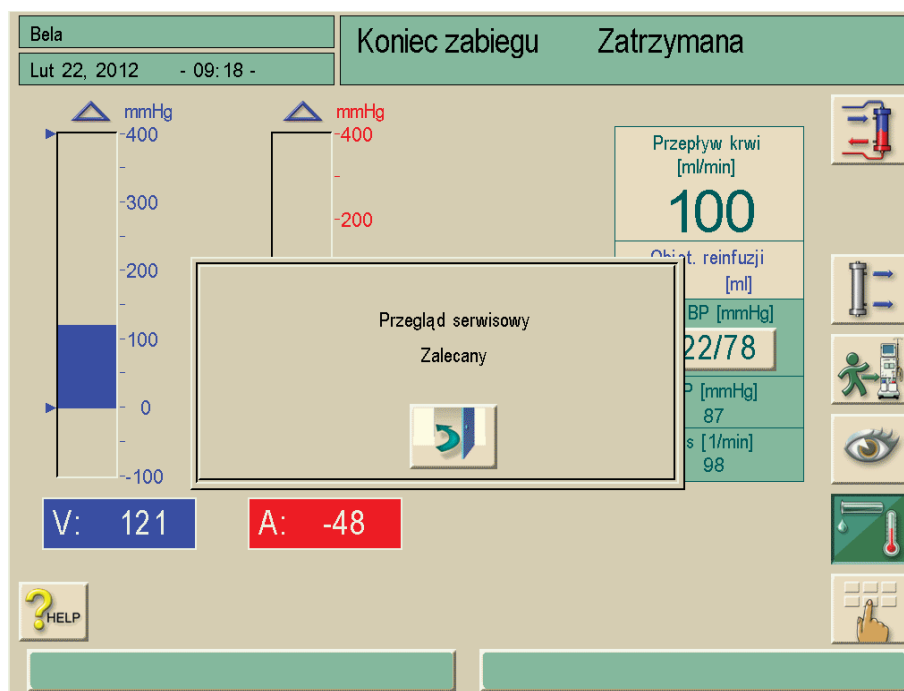 Bela
Koniec zabiegu Zatrzymana
Lut 22, 2012 - 09:18 -
mmHg
mmHg
400
400
300
200
200
100
0
-100
Przepływ krwi
[ml/min]
100
reinfuzji
[ml]
BP [mmHg]
22/78
[mmHg]
87
[1/min]
98
Przegląd serwisowy
Zalecany
V: 121
A: -48
HELP